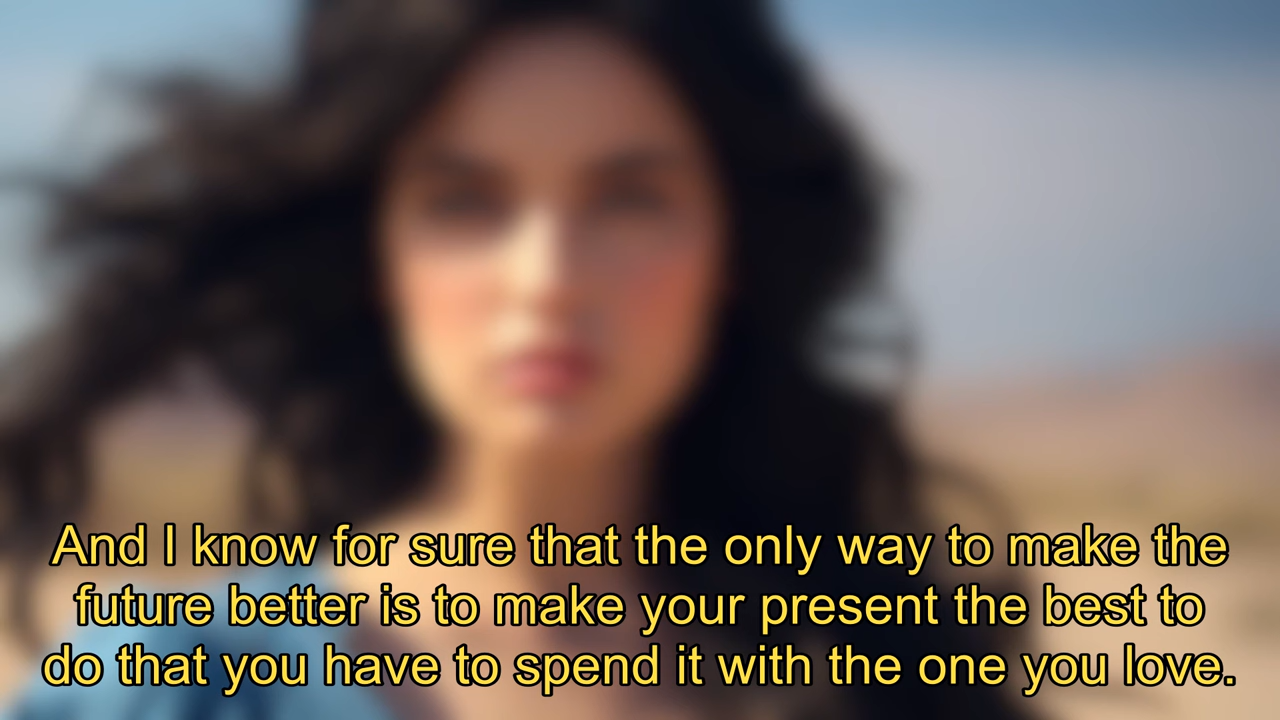 And I know for sure that the only way to make the
future better is to make your present the best to
do that you have to spend it with the one you love.